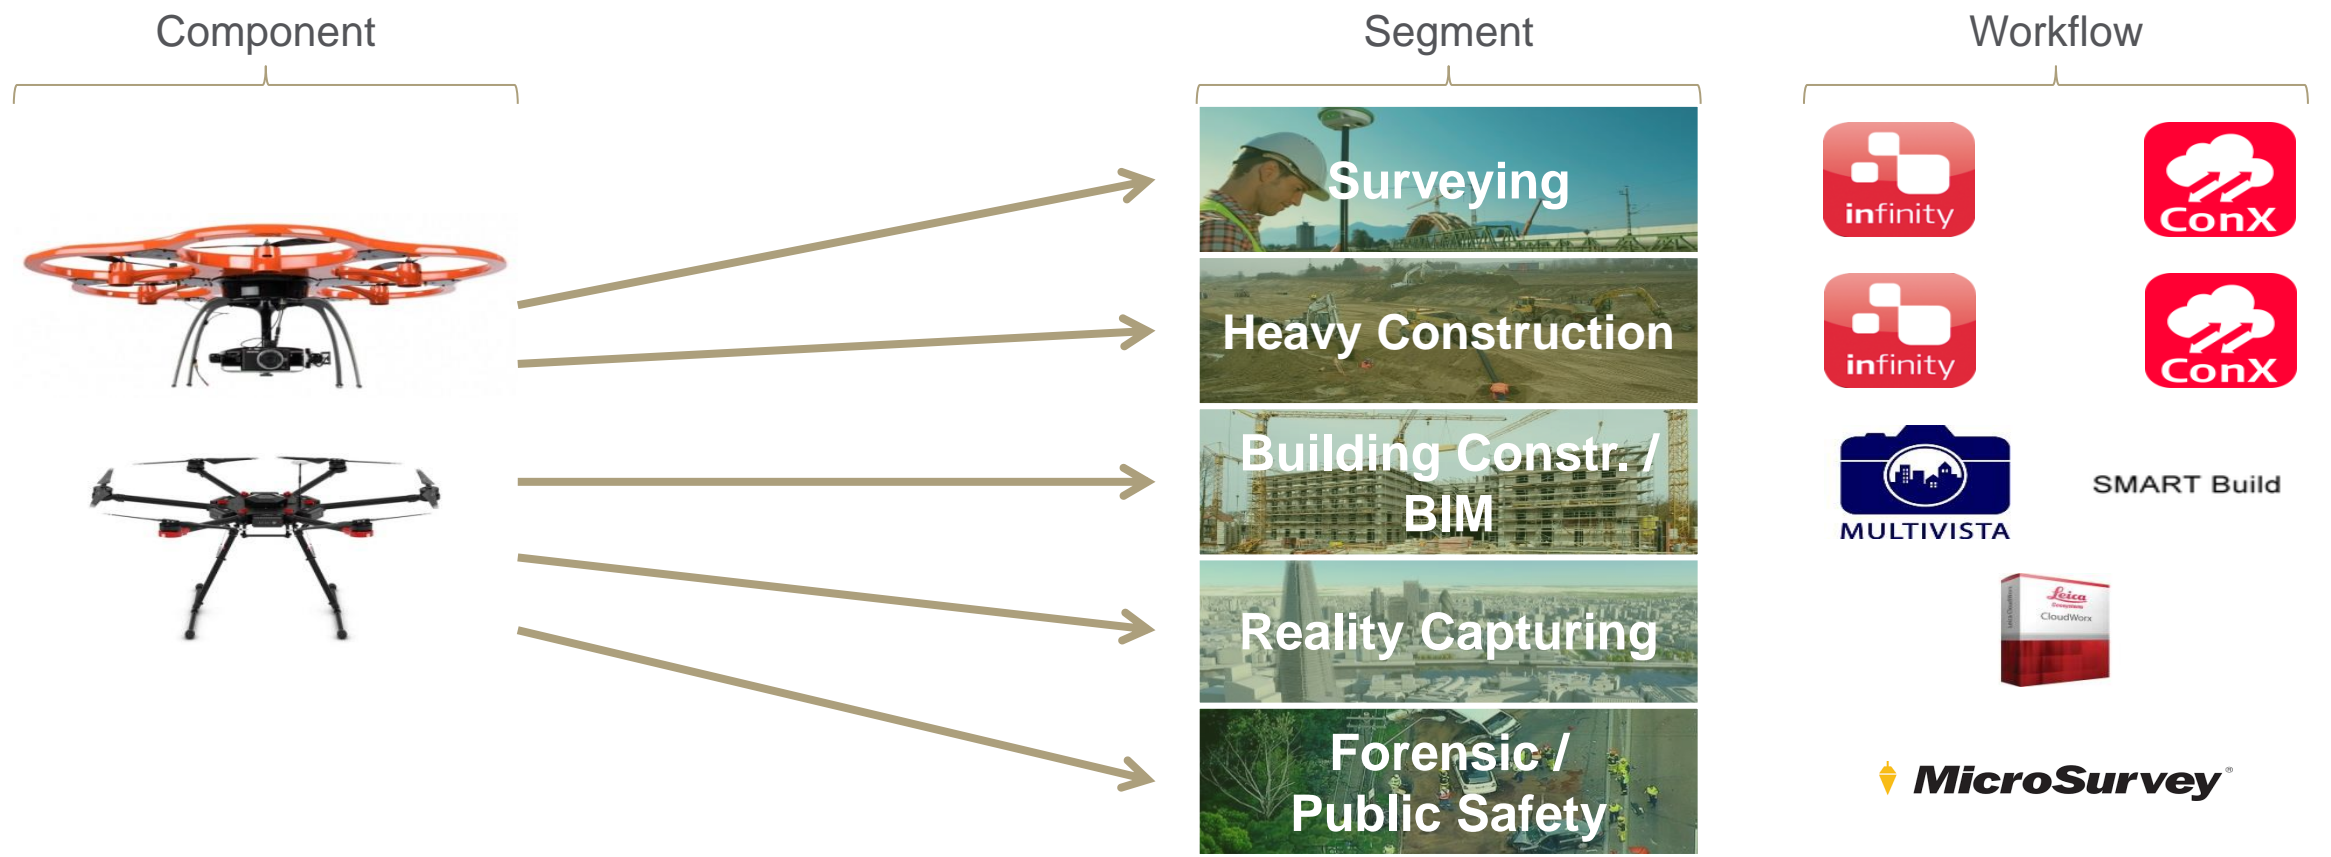 Component
Segment
Workflow
Surveying
infinity
ConX
Heavy Construction
infinity
ConX
Building Constr. /
BIM
MULTIVISTA
SMART Build
Reality Capturing
Leica
Geosystems
CloudWorx
Forensic /
Public Safety
MicroSurvey®